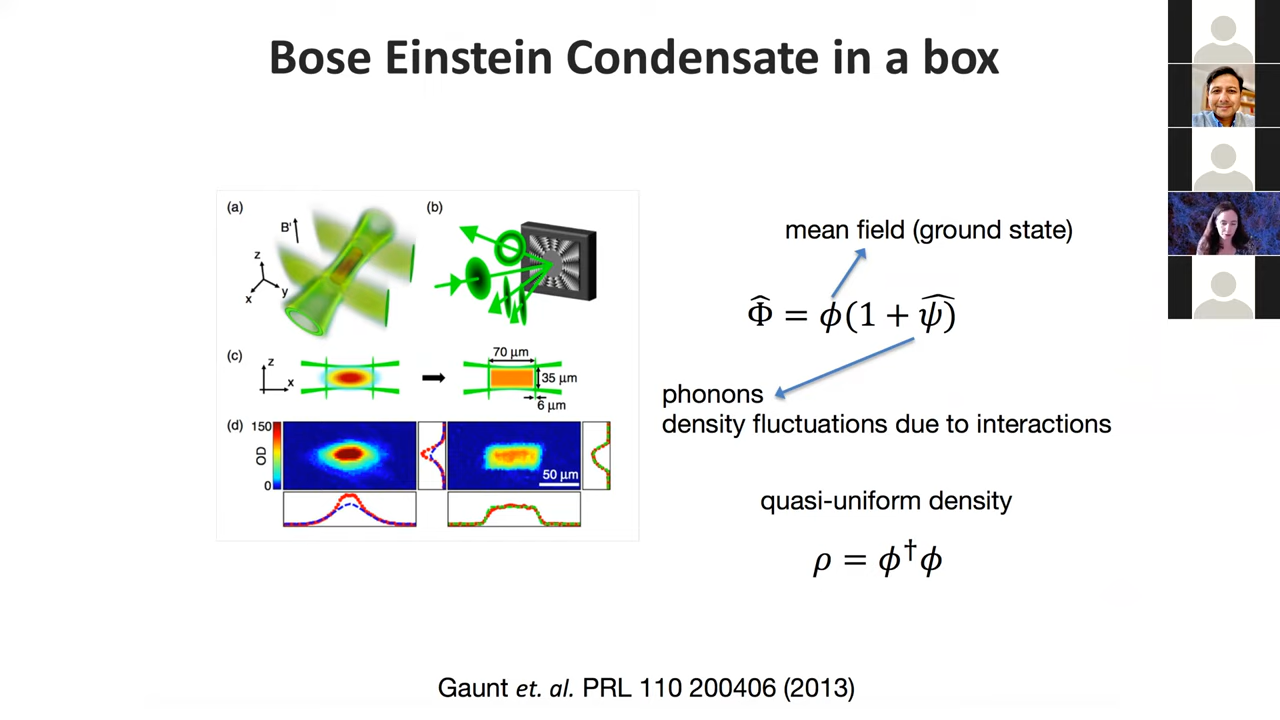 Bose Einstein Condensate in a box
(a)
B'
z
x
y
(b)
(c)
z
x
70 μm
35 μm
6 μm
(d)
150
OD
0
50 μm
mean field (ground state)
Φ̂ = ϕ(1 + ψ̂)
phonons
density fluctuations due to interactions
quasi-uniform density
ρ = ϕ†ϕ
Gaunt et. al. PRL 110 200406 (2013)